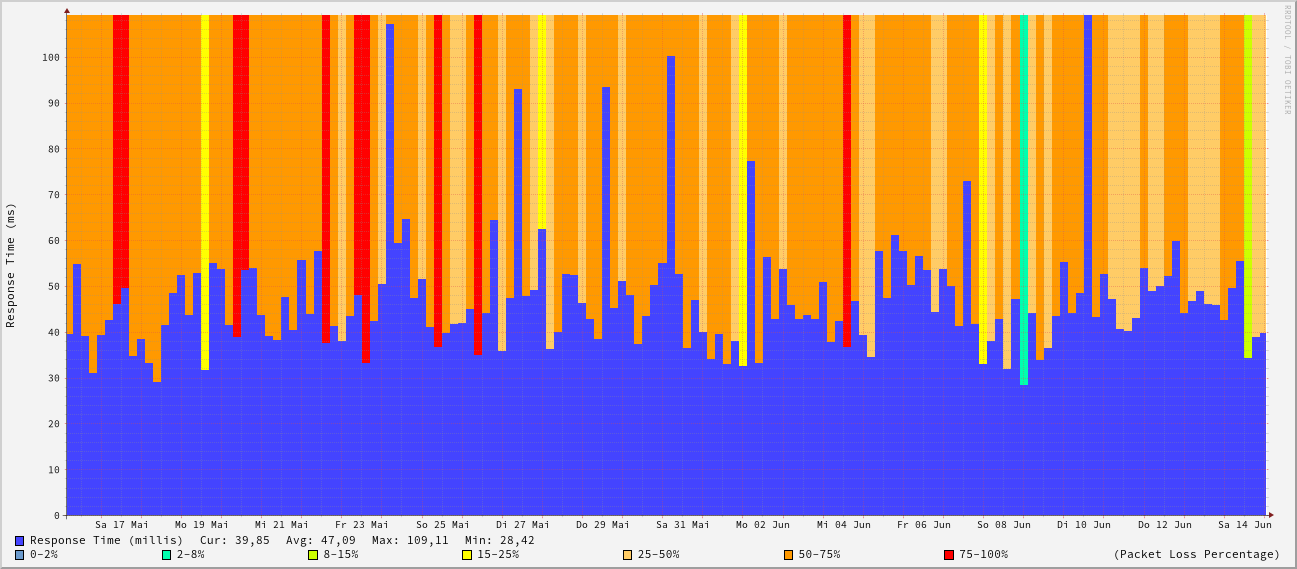 RRDTOOL / TOBI OETIKER
Response Time (ms)
100
90
80
70
60
50
40
30
20
10
0
Sa 17 Mai Mo 19 Mai Mi 21 Mai Fr 23 Mai So 25 Mai Di 27 Mai Do 29 Mai Sa 31 Mai Mo 02 Jun Mi 04 Jun Fr 06 Jun So 08 Jun Di 10 Jun Do 12 Jun Sa 14 Jun
Response Time (millis) Cur: 39,85 Avg: 47,09 Max: 109,11 Min: 28,42
0-2% 2-8% 8-15% 15-25% 25-50% 50-75% 75-100% (Packet Loss Percentage)